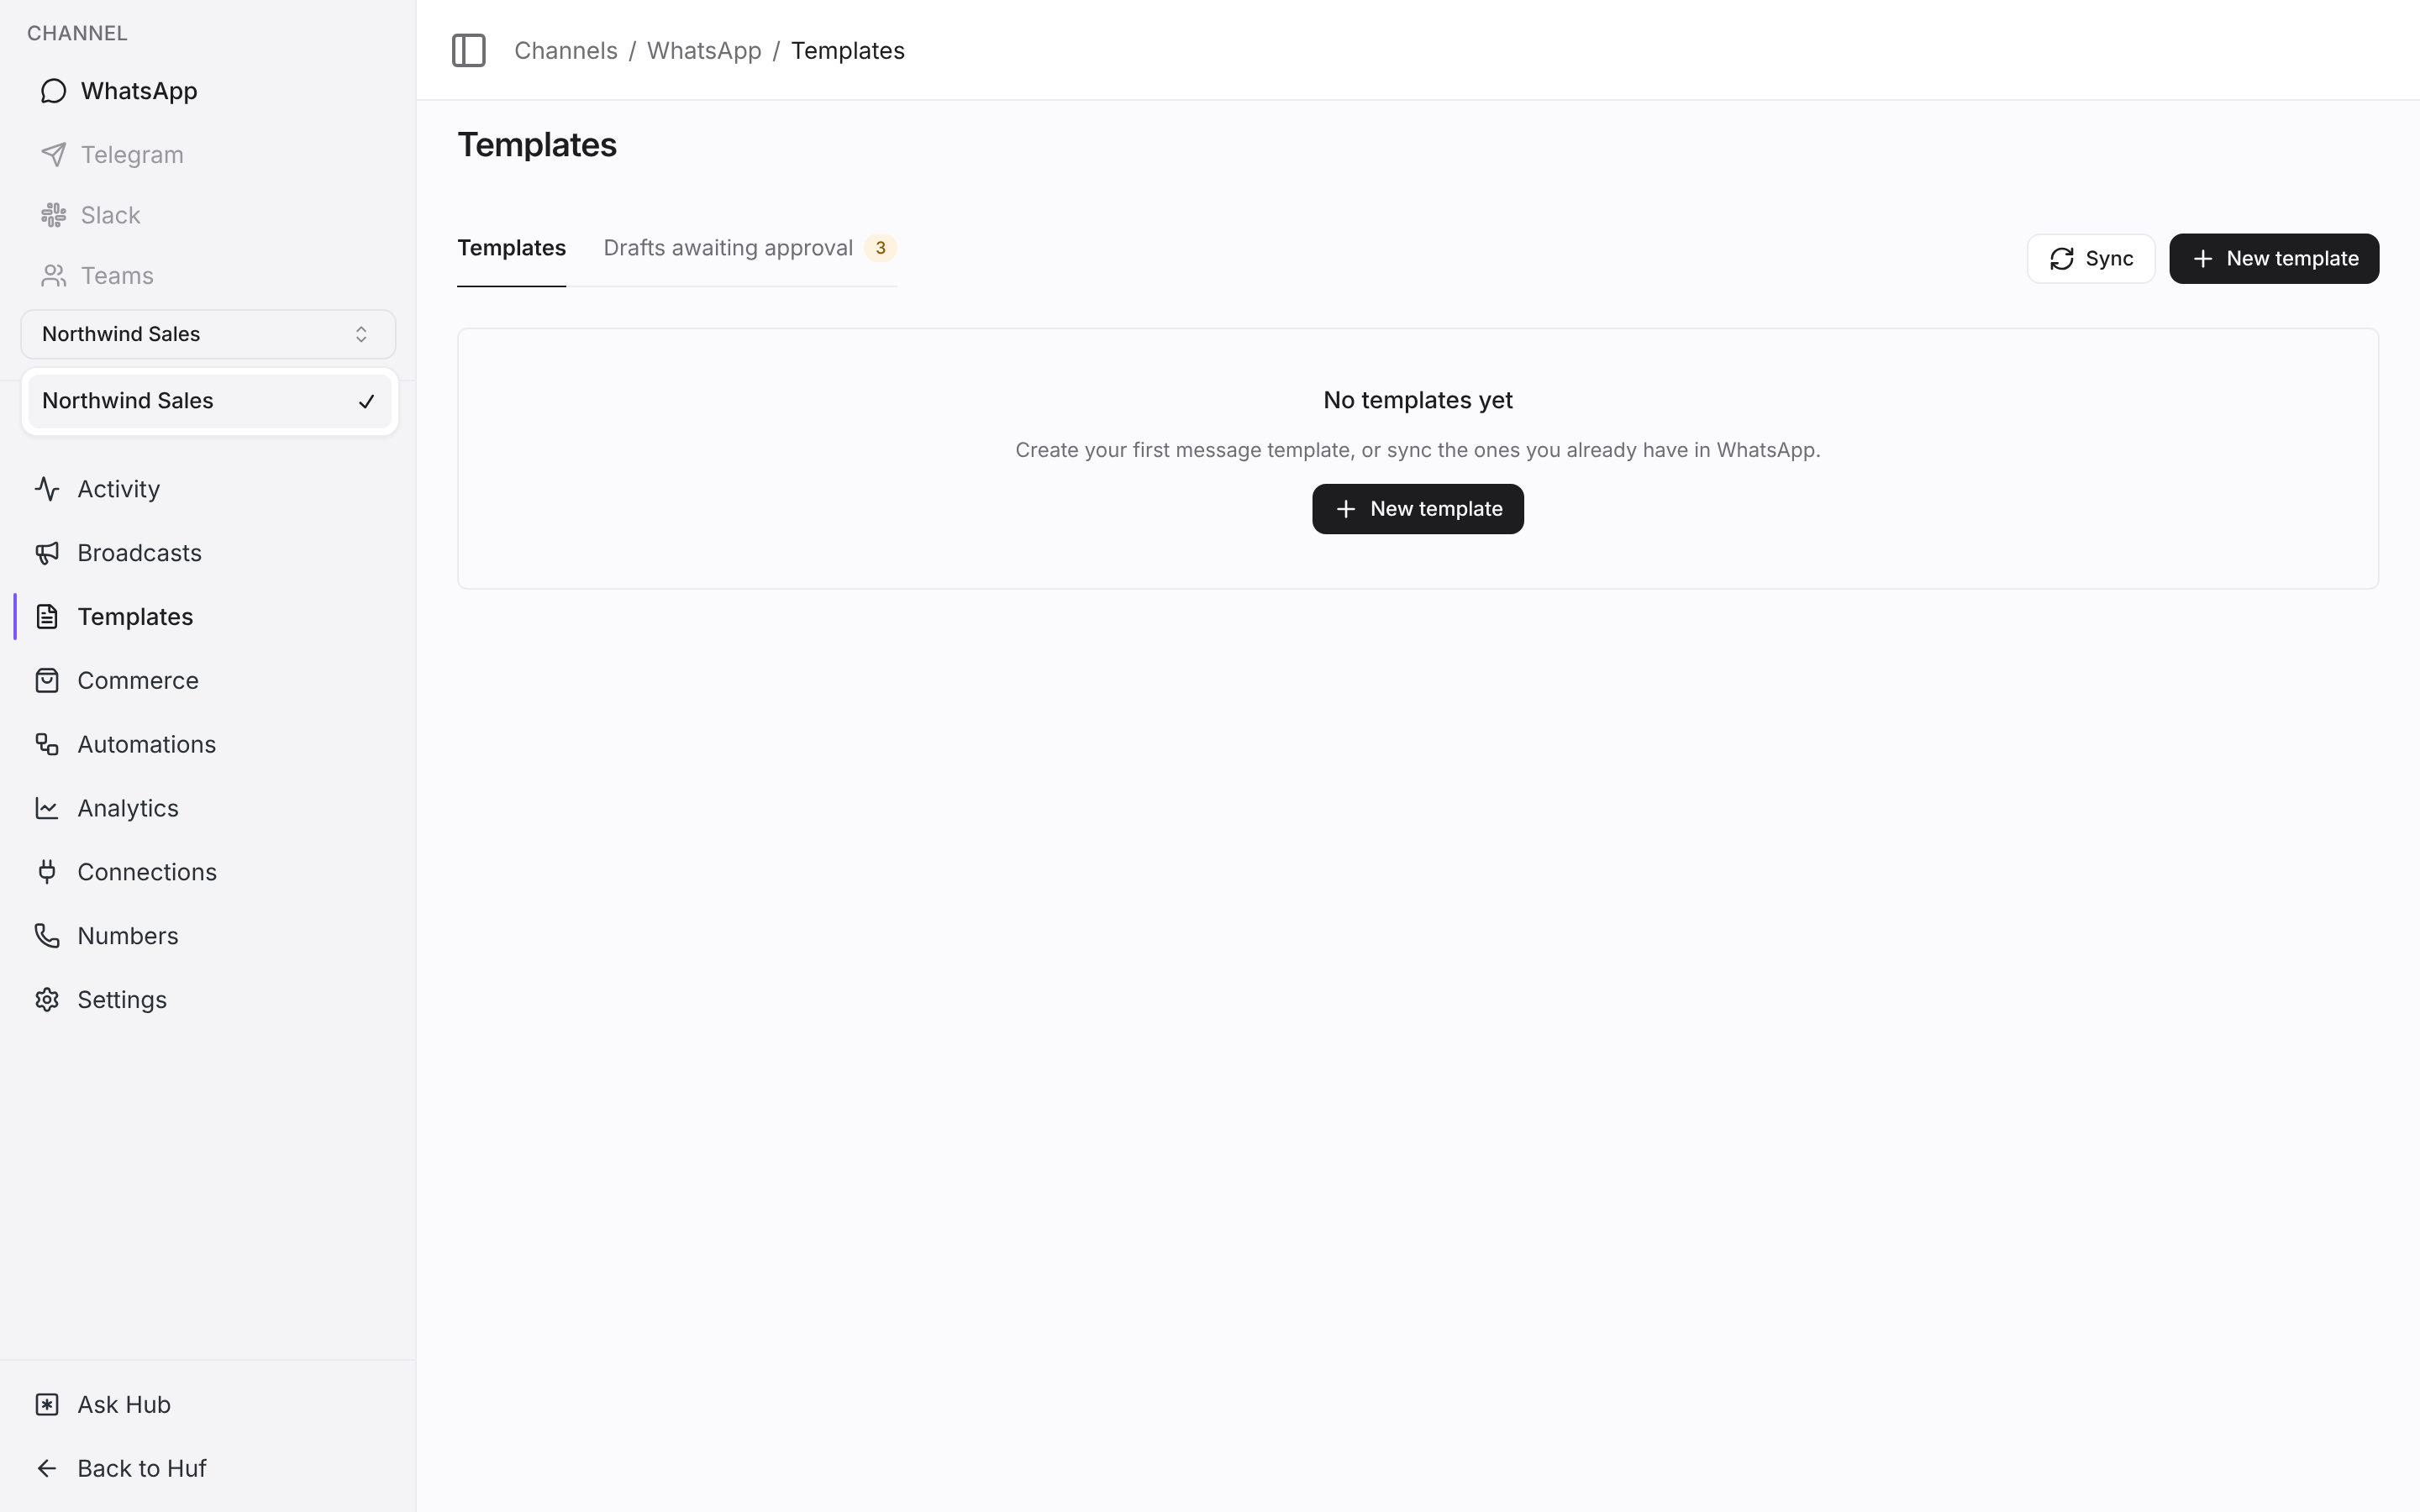 CHANNEL
WhatsApp
Telegram
Slack
Teams
Northwind Sales
Northwind Sales
Activity
Broadcasts
Templates
Commerce
Automations
Analytics
Connections
Numbers
Settings
Ask Hub
Back to Huf
Channels / WhatsApp / Templates
Templates
Templates Drafts awaiting approval 3
Sync New template
No templates yet
Create your first message template, or sync the ones you already have in WhatsApp.
New template